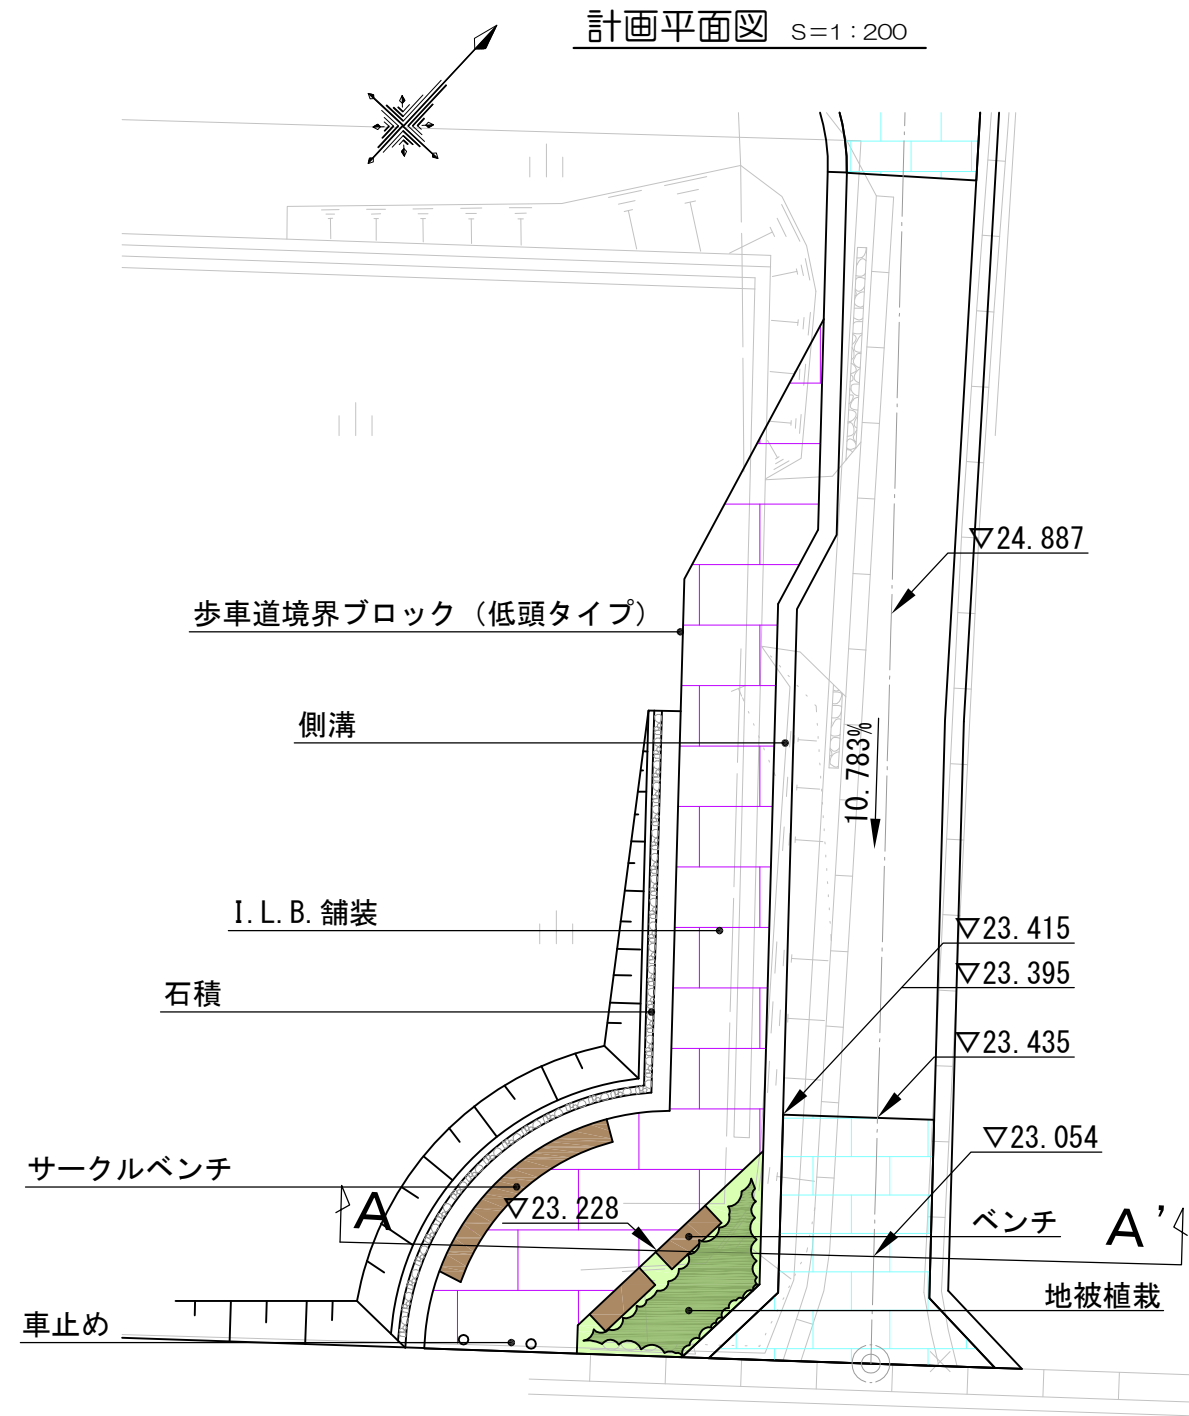 計画平面図 S=1:200
▽24.887
歩車道境界ブロック（低頭タイプ）
側溝
10.783%
I.L.B.舗装
▽23.415
▽23.395
石積
▽23.435
▽23.054
サークルベンチ
▽23.228
A
ベンチ
A'
地被植栽
車止め